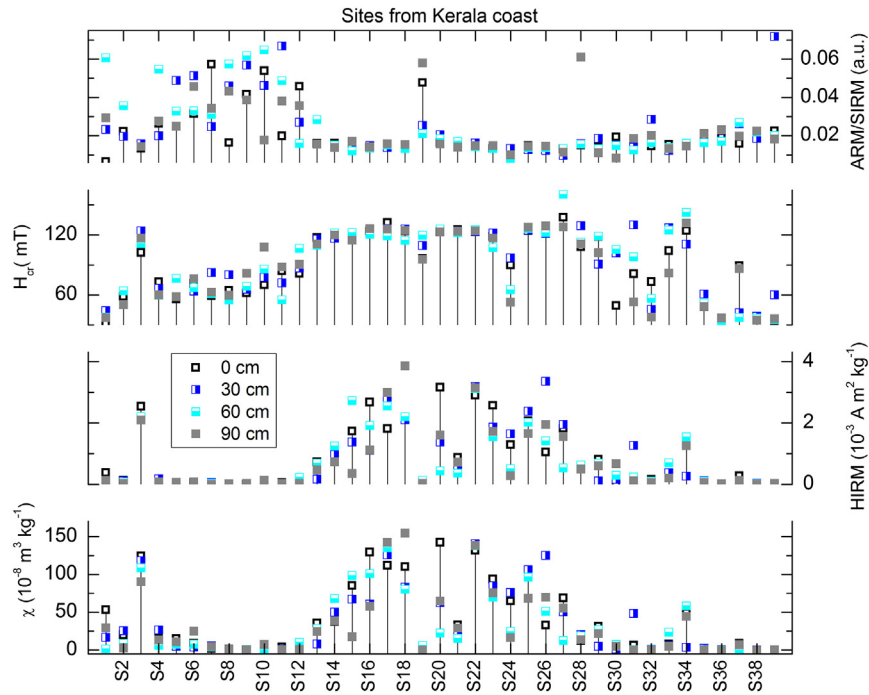 Sites from Kerala coast
0.06
0.04
0.02
ARM/SIRM (a.u.)
120
60
H_cr( mT)
0 cm
30 cm
60 cm
90 cm
4
2
0
HIRM (10⁻³ A m² kg⁻¹)
150
100
50
0
χ (10⁻⁸ m³ kg⁻¹)
S2 S4 S6 S8 S10 S12 S14 S16 S18 S20 S22 S24 S26 S28 S30 S32 S34 S36 S38